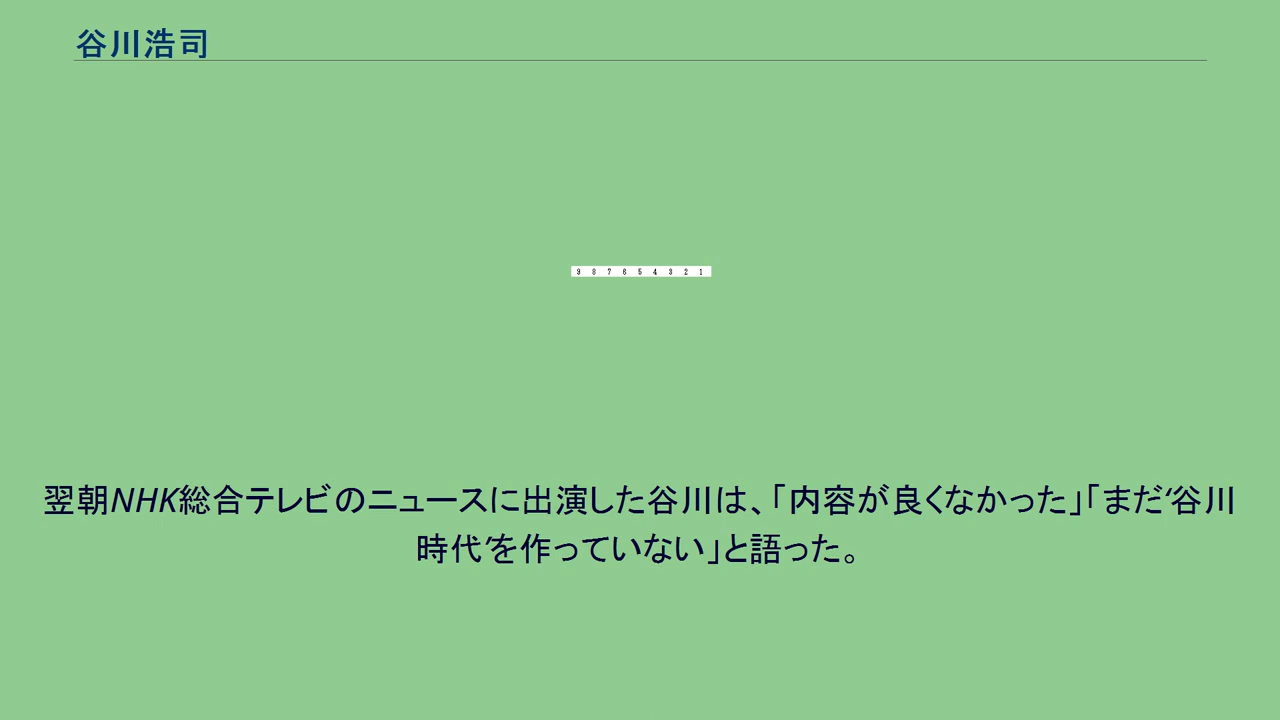 谷川浩司
9 8 7 6 5 4 3 2 1
翌朝NHK総合テレビのニュースに出演した谷川は、「内容が良くなかった」「まだ‘谷川
時代’を作っていない」と語った。